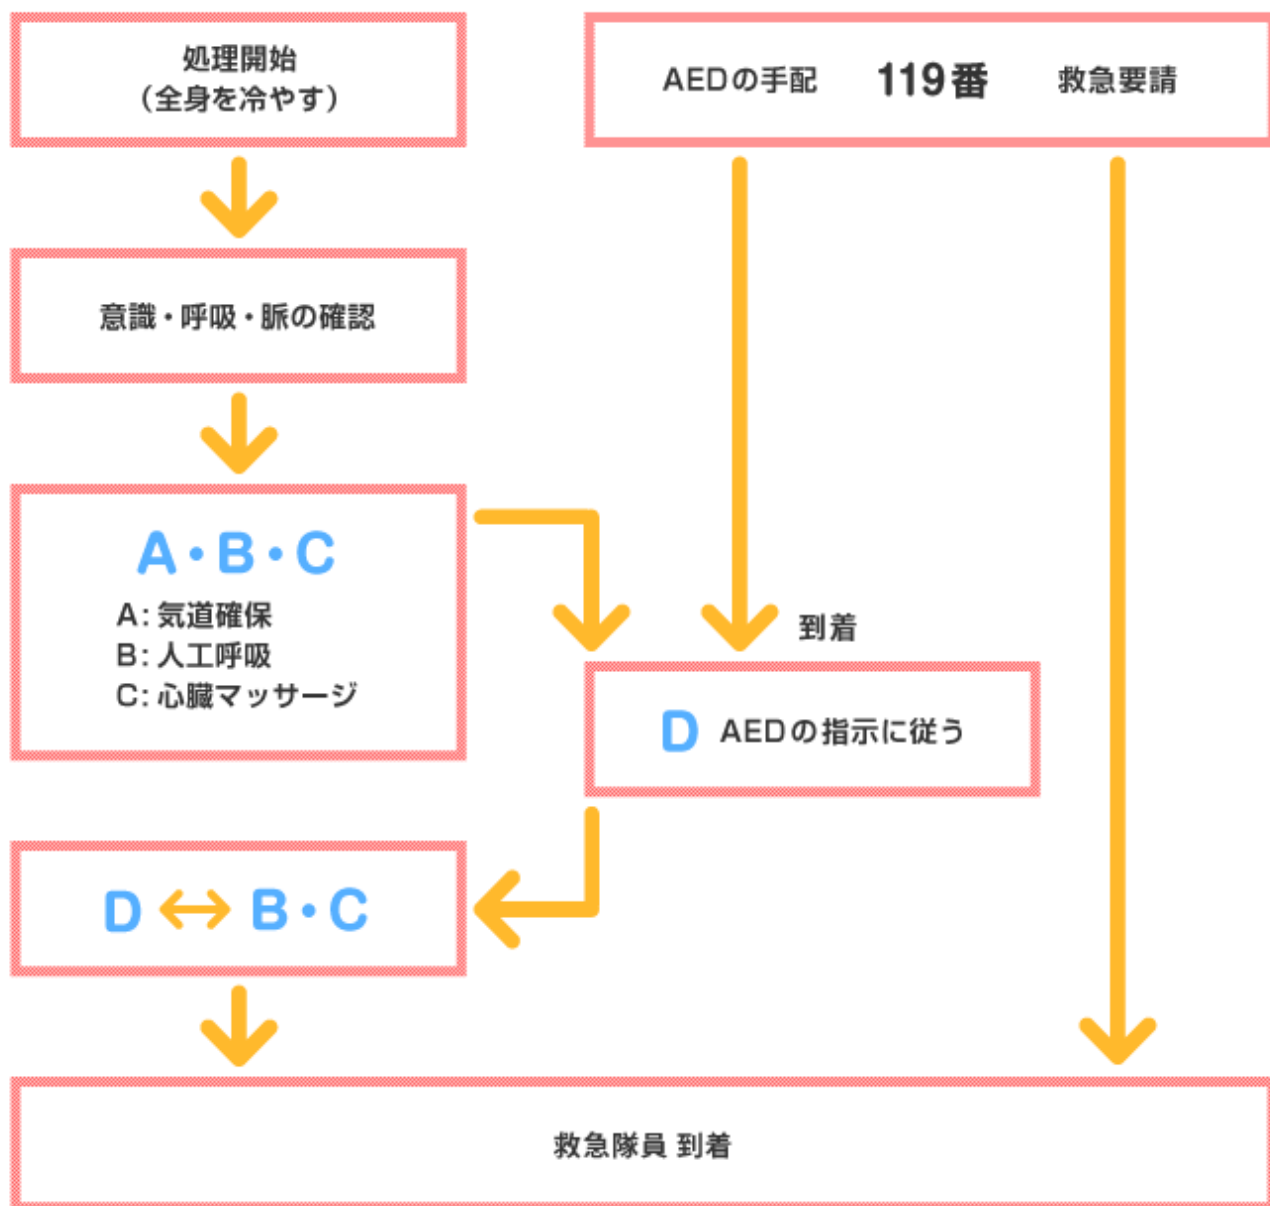 処理開始
（全身を冷やす）
AEDの手配 119番 救急要請
意識・呼吸・脈の確認
A・B・C
A：気道確保
B：人工呼吸
C：心臓マッサージ
到着
D AEDの指示に従う
D ↔ B・C
救急隊員 到着